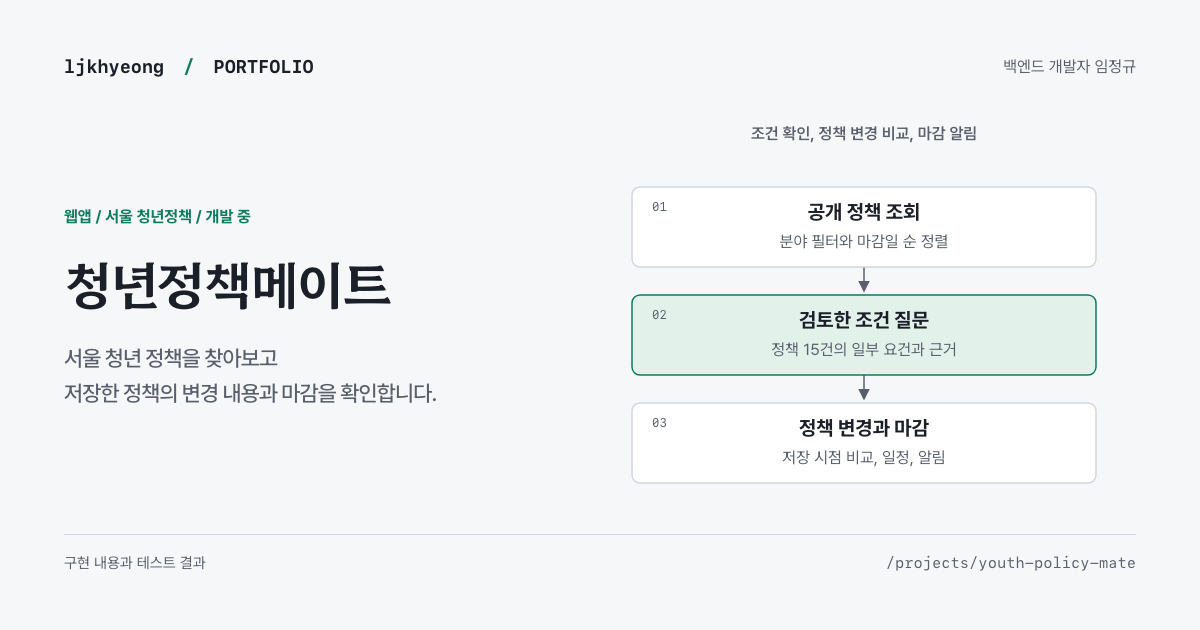 ljkhyeong / PORTFOLIO
백엔드 개발자 임정규
웹앱 / 서울 청년정책 / 개발 중
청년정책메이트
서울 청년 정책을 찾아보고
저장한 정책의 변경 내용과 마감을 확인합니다.
조건 확인, 정책 변경 비교, 마감 알림
01
공개 정책 조회
분야 필터와 마감일 순 정렬
02
검토한 조건 질문
정책 15건의 일부 요건과 근거
03
정책 변경과 마감
저장 시점 비교, 일정, 알림
구현 내용과 테스트 결과
/projects/youth-policy-mate